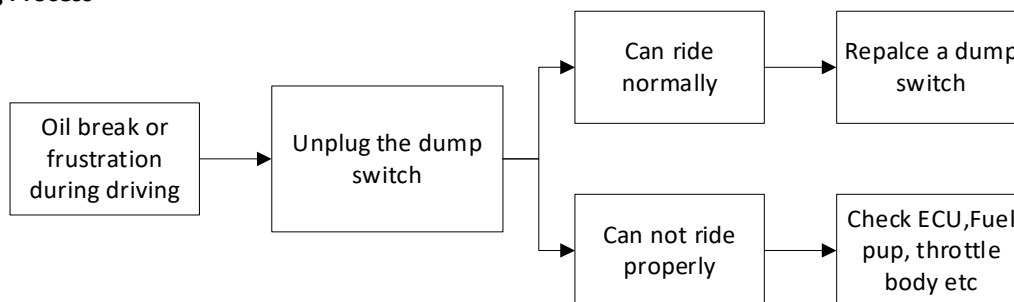 Process
Can ride
normally
Repalce a dump
switch
Oil break or
frustration
during driving
Unplug the dump
switch
Can not ride
properly
Check ECU,Fuel
pup, throttle
body etc